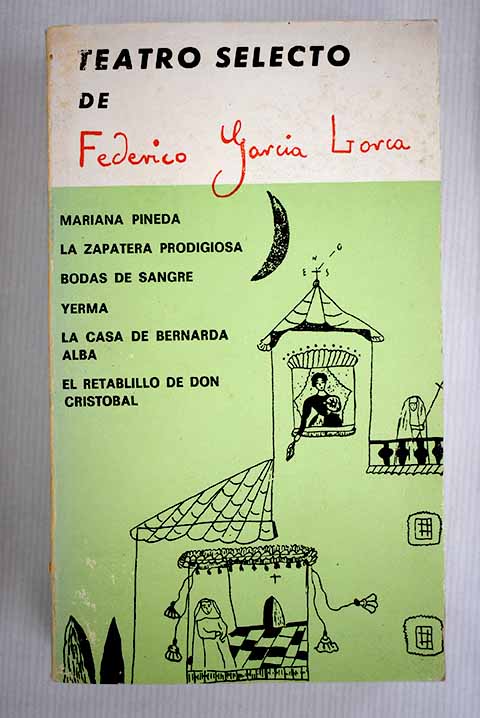 TEATRO SELECTO
DE
Federico García Lorca
MARIANA PINEDA
LA ZAPATERA PRODIGIOSA
BODAS DE SANGRE
YERMA
LA CASA DE BERNARDA
ALBA
EL RETABLILLO DE DON
CRISTOBAL
N O
E S